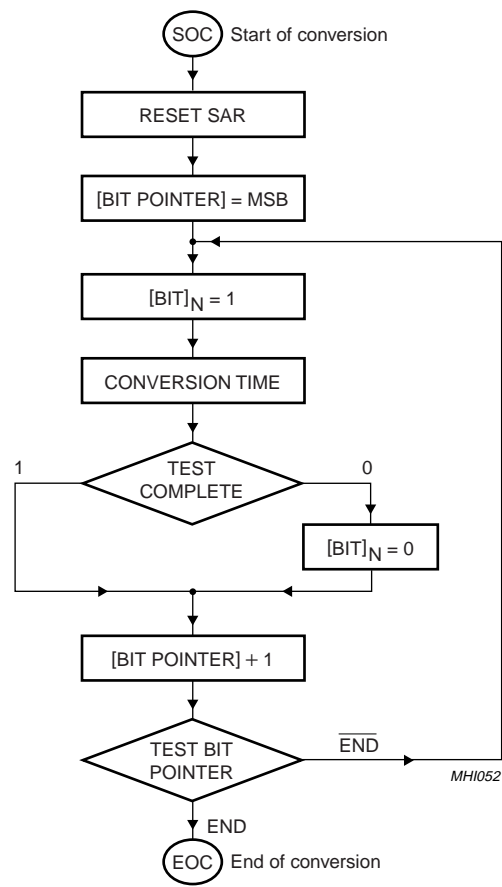 SOC Start of conversion
RESET SAR
[BIT POINTER] = MSB
[BIT]N = 1
CONVERSION TIME
1
TEST
COMPLETE
0
[BIT]N = 0
[BIT POINTER] + 1
TEST BIT
POINTER
END
MHI052
END
EOC End of conversion